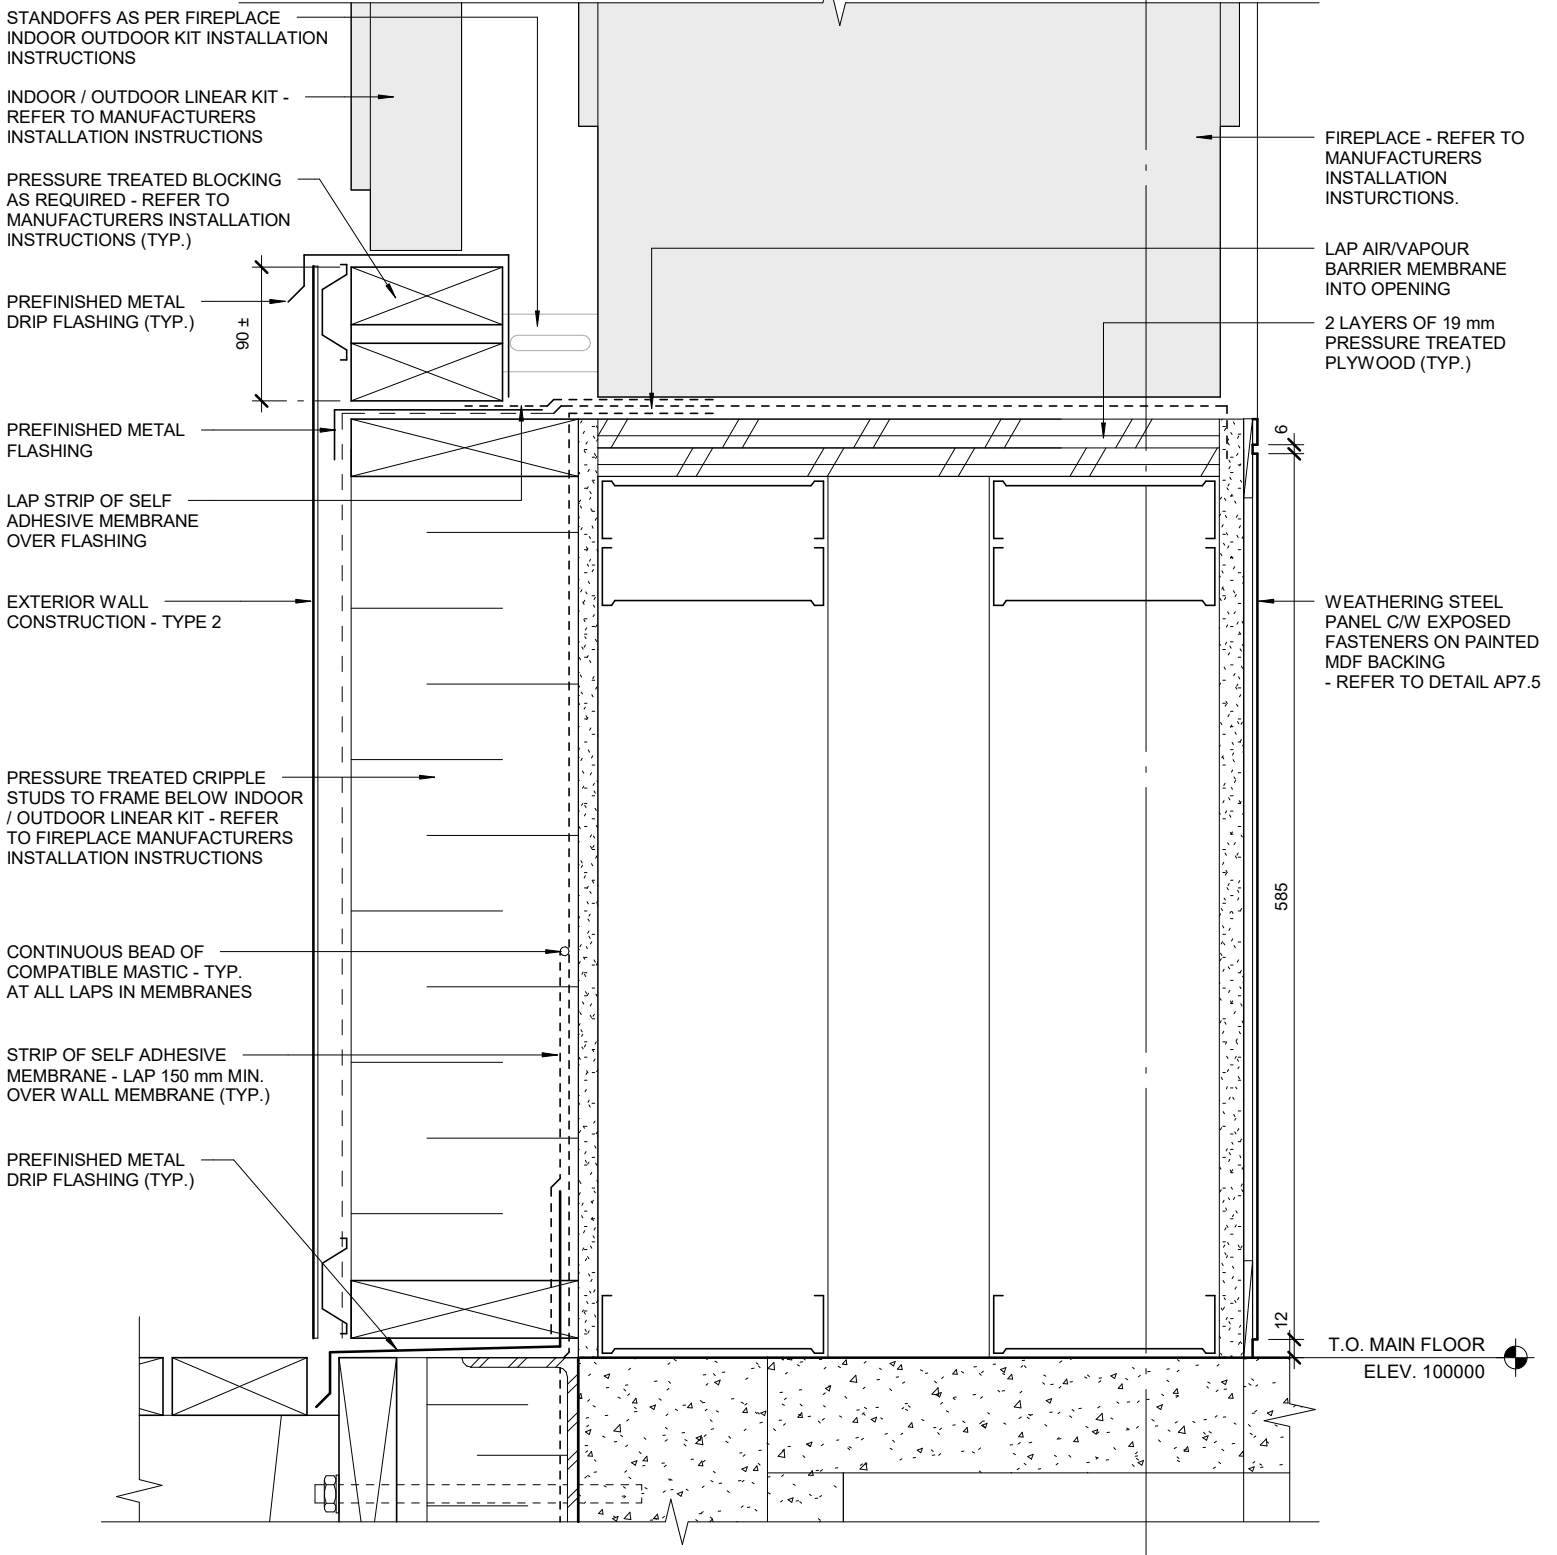 STANDOFFS AS PER FIREPLACE
INDOOR OUTDOOR KIT INSTALLATION
INSTRUCTIONS
INDOOR / OUTDOOR LINEAR KIT -
REFER TO MANUFACTURERS
INSTALLATION INSTRUCTIONS
PRESSURE TREATED BLOCKING
AS REQUIRED - REFER TO
MANUFACTURERS INSTALLATION
INSTRUCTIONS (TYP.)
PREFINISHED METAL
DRIP FLASHING (TYP.)
90 ±
PREFINISHED METAL
FLASHING
LAP STRIP OF SELF
ADHESIVE MEMBRANE
OVER FLASHING
EXTERIOR WALL
CONSTRUCTION - TYPE 2
PRESSURE TREATED CRIPPLE
STUDS TO FRAME BELOW INDOOR
/ OUTDOOR LINEAR KIT - REFER
TO FIREPLACE MANUFACTURERS
INSTALLATION INSTRUCTIONS
CONTINUOUS BEAD OF
COMPATIBLE MASTIC - TYP.
AT ALL LAPS IN MEMBRANES
STRIP OF SELF ADHESIVE
MEMBRANE - LAP 150 mm MIN.
OVER WALL MEMBRANE (TYP.)
PREFINISHED METAL
DRIP FLASHING (TYP.)
FIREPLACE - REFER TO
MANUFACTURERS
INSTALLATION
INSTURCTIONS.
LAP AIR/VAPOUR
BARRIER MEMBRANE
INTO OPENING
2 LAYERS OF 19 mm
PRESSURE TREATED
PLYWOOD (TYP.)
6
WEATHERING STEEL
PANEL C/W EXPOSED
FASTENERS ON PAINTED
MDF BACKING
- REFER TO DETAIL AP7.5
585
12
T.O. MAIN FLOOR
ELEV. 100000